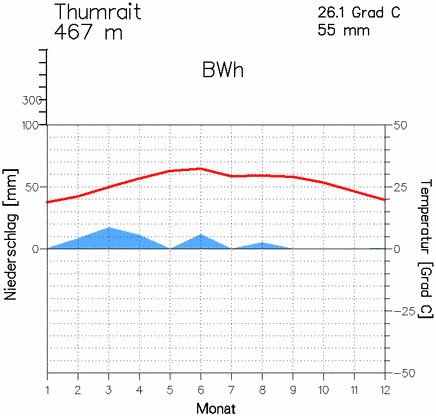 Thumrait
467 m
26.1 Grad C
55 mm
BWh
300
100
50
0
Niederschlag [mm]
50
25
0
−25
−50
Temperatur [Grad C]
1 2 3 4 5 6 7 8 9 10 11 12
Monat